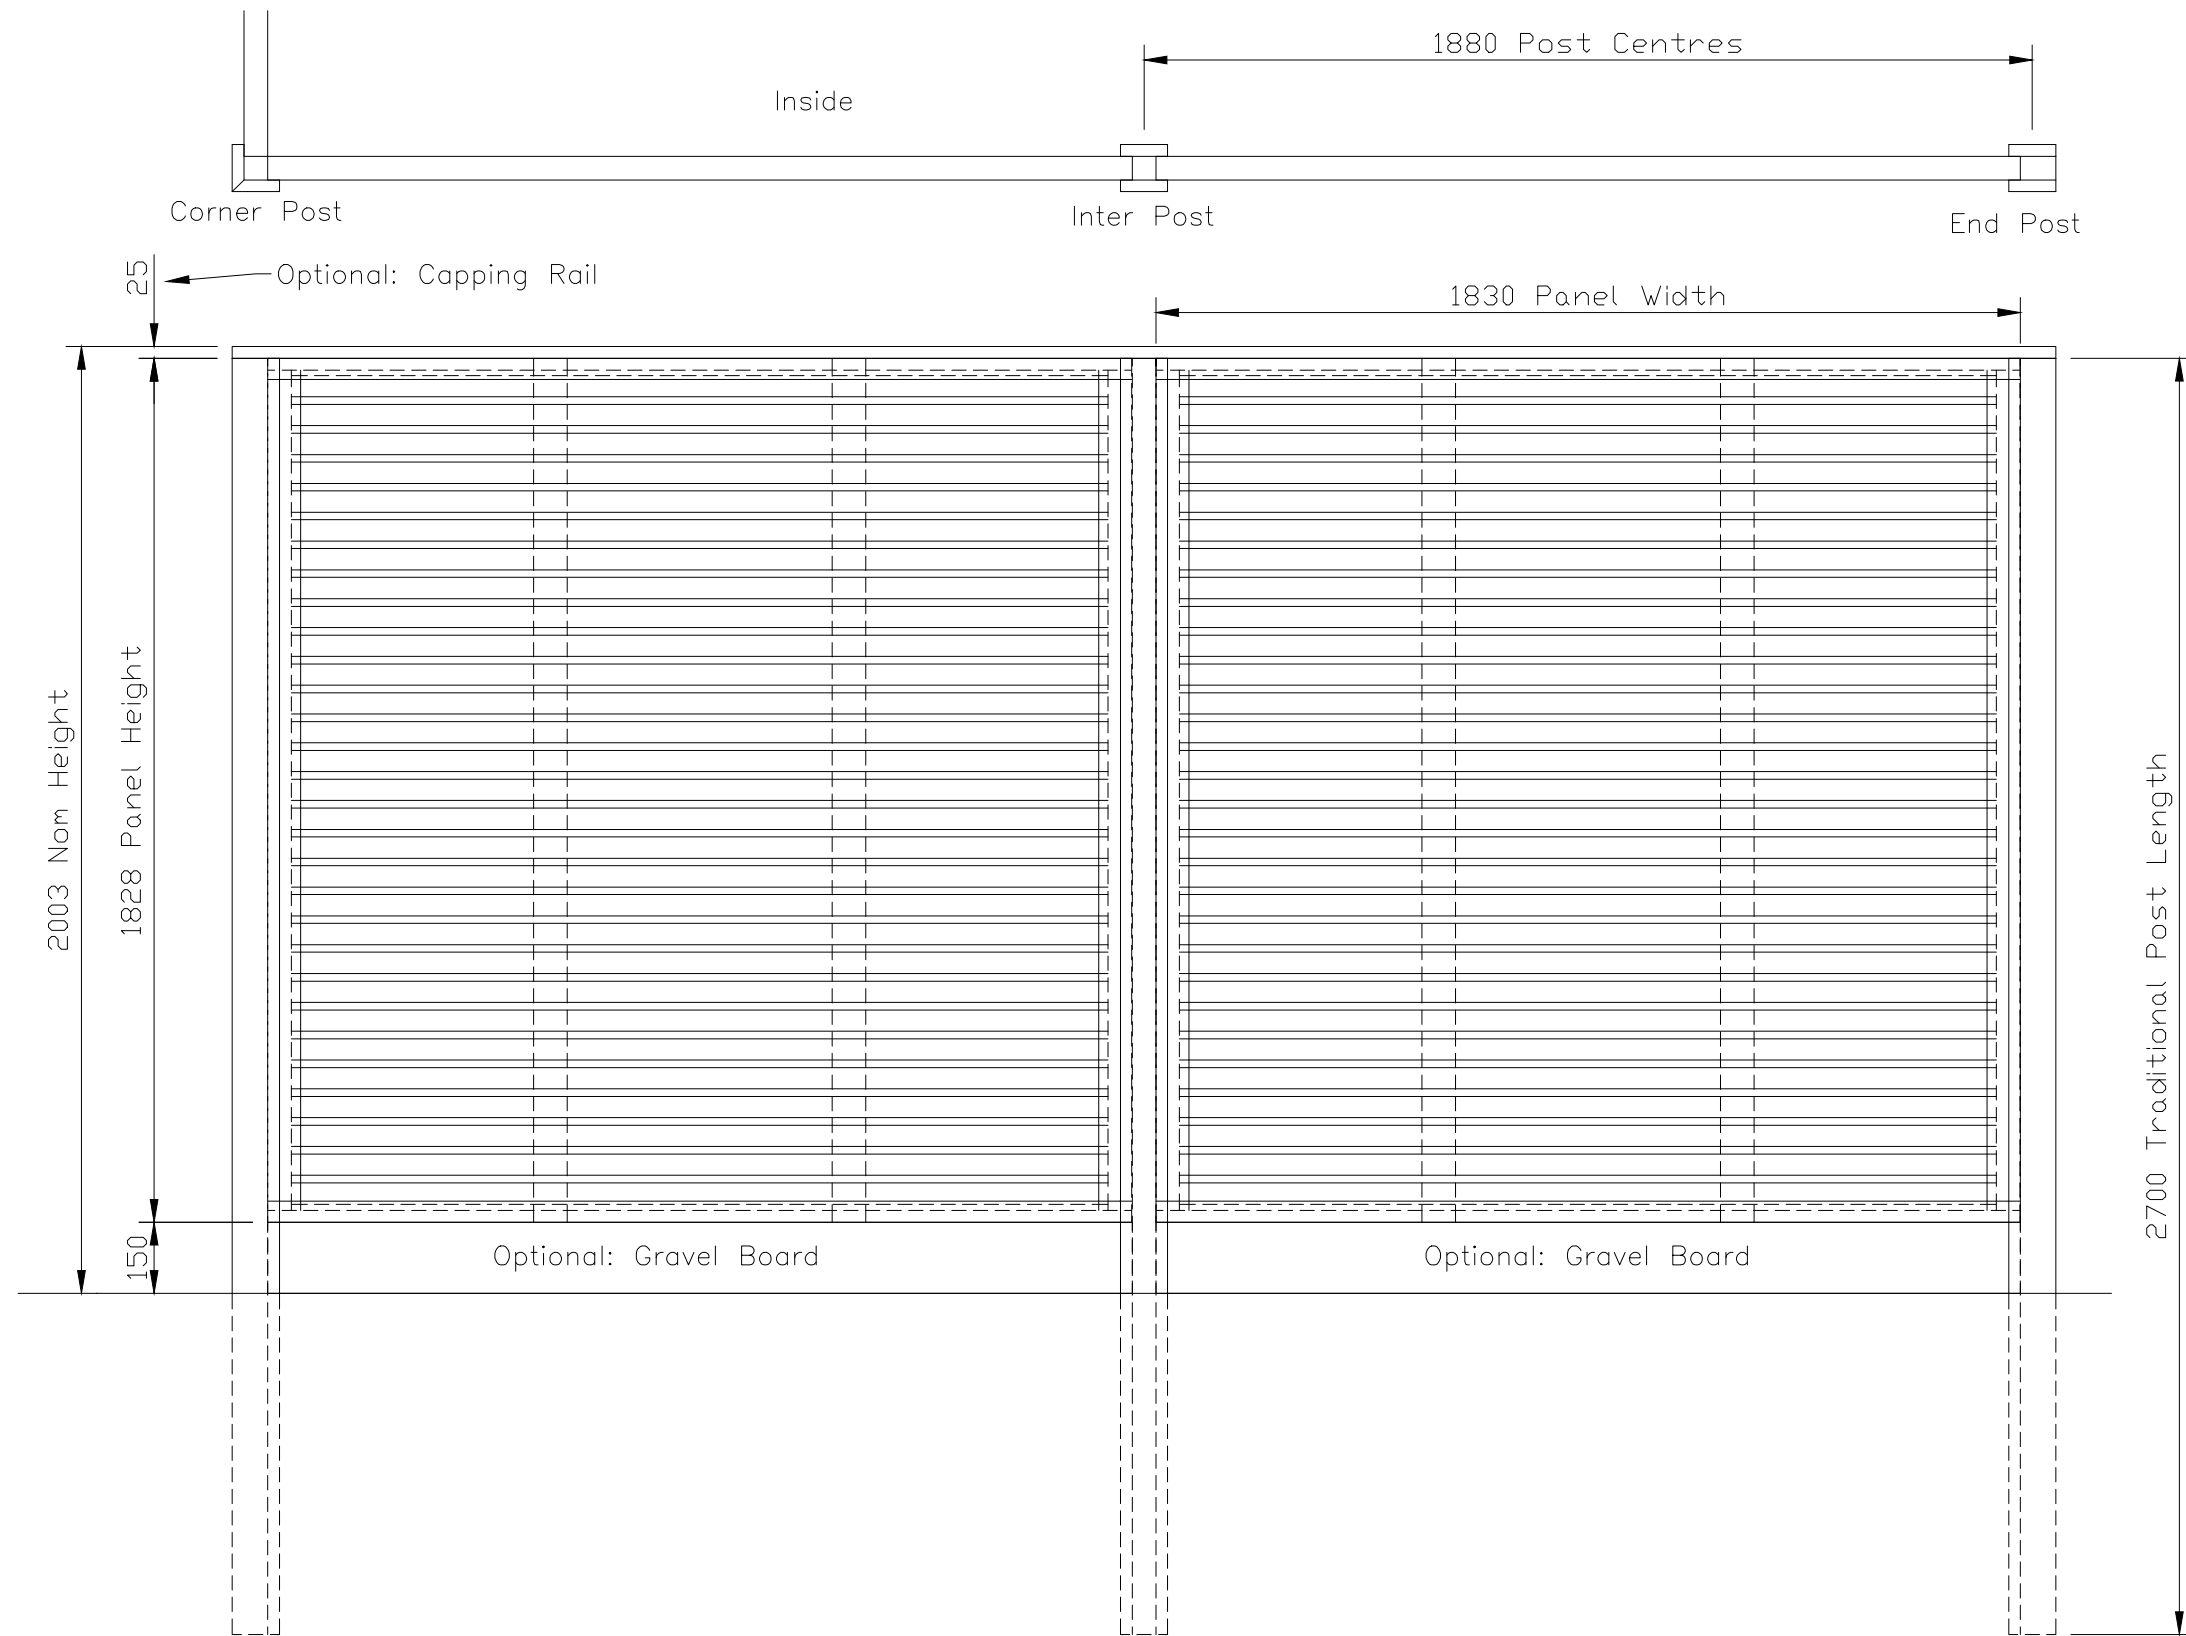 1880 Post Centres
Inside
Corner Post
Inter Post
End Post
25
Optional: Capping Rail
1830 Panel Width
2003 Nom Height
1828 Panel Height
2700 Traditional Post Length
150
Optional: Gravel Board
Optional: Gravel Board